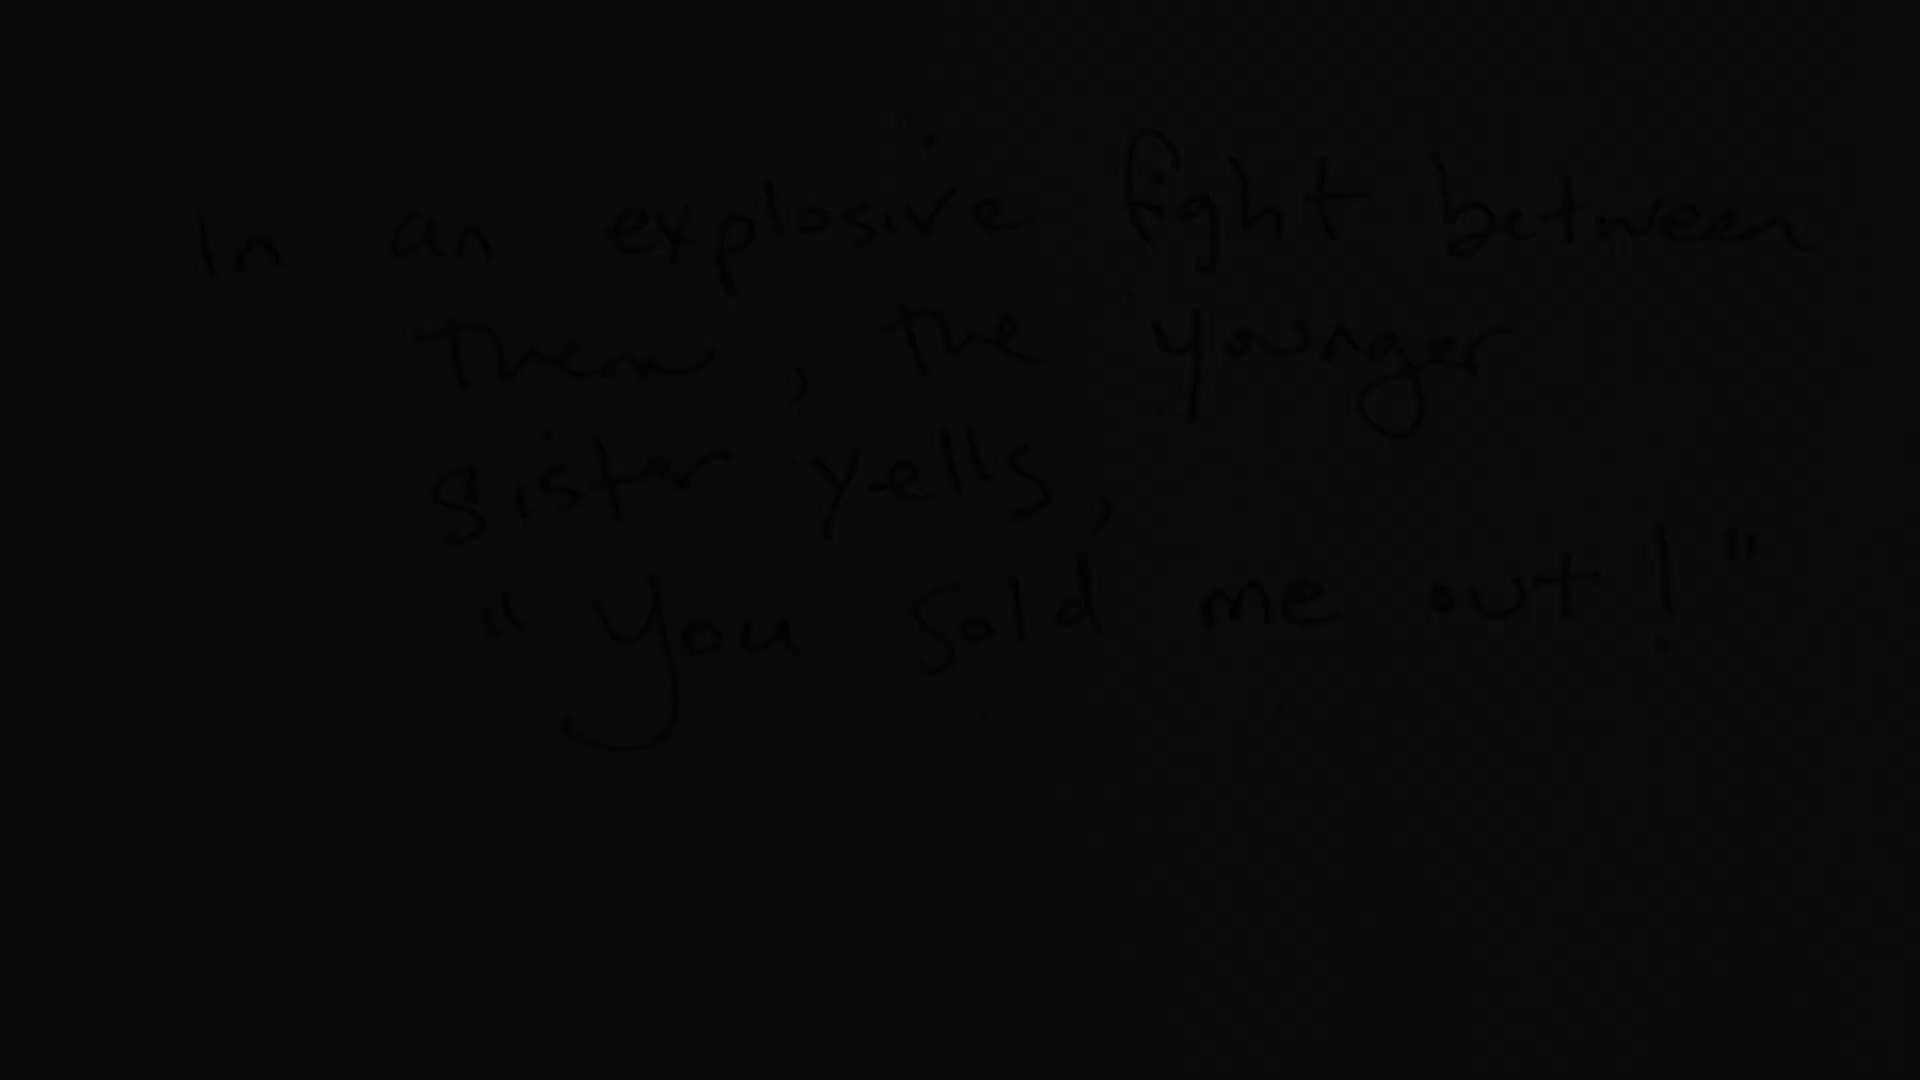 In an explosive fight between
them, the younger
sister yells,
"You sold me out!"